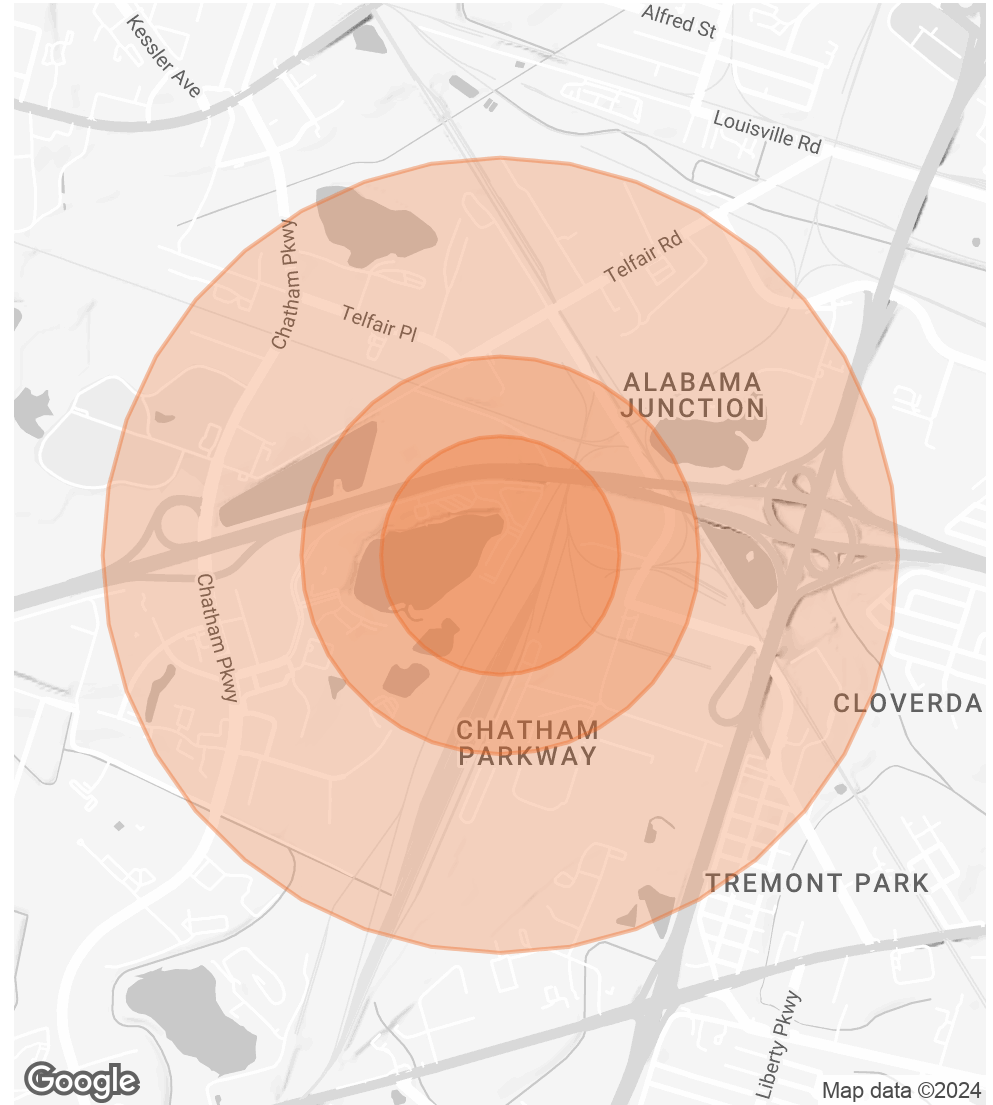 Alfred St
Kessler Ave
Louisville Rd
Chatham Pkwy
Telfair Rd
Telfair Pl
ALABAMA
JUNCTION
Chatham Pkwy
CLOVERDA
CHATHAM
PARKWAY
TREMONT PARK
Liberty Pkwy
Google
Map data ©2024